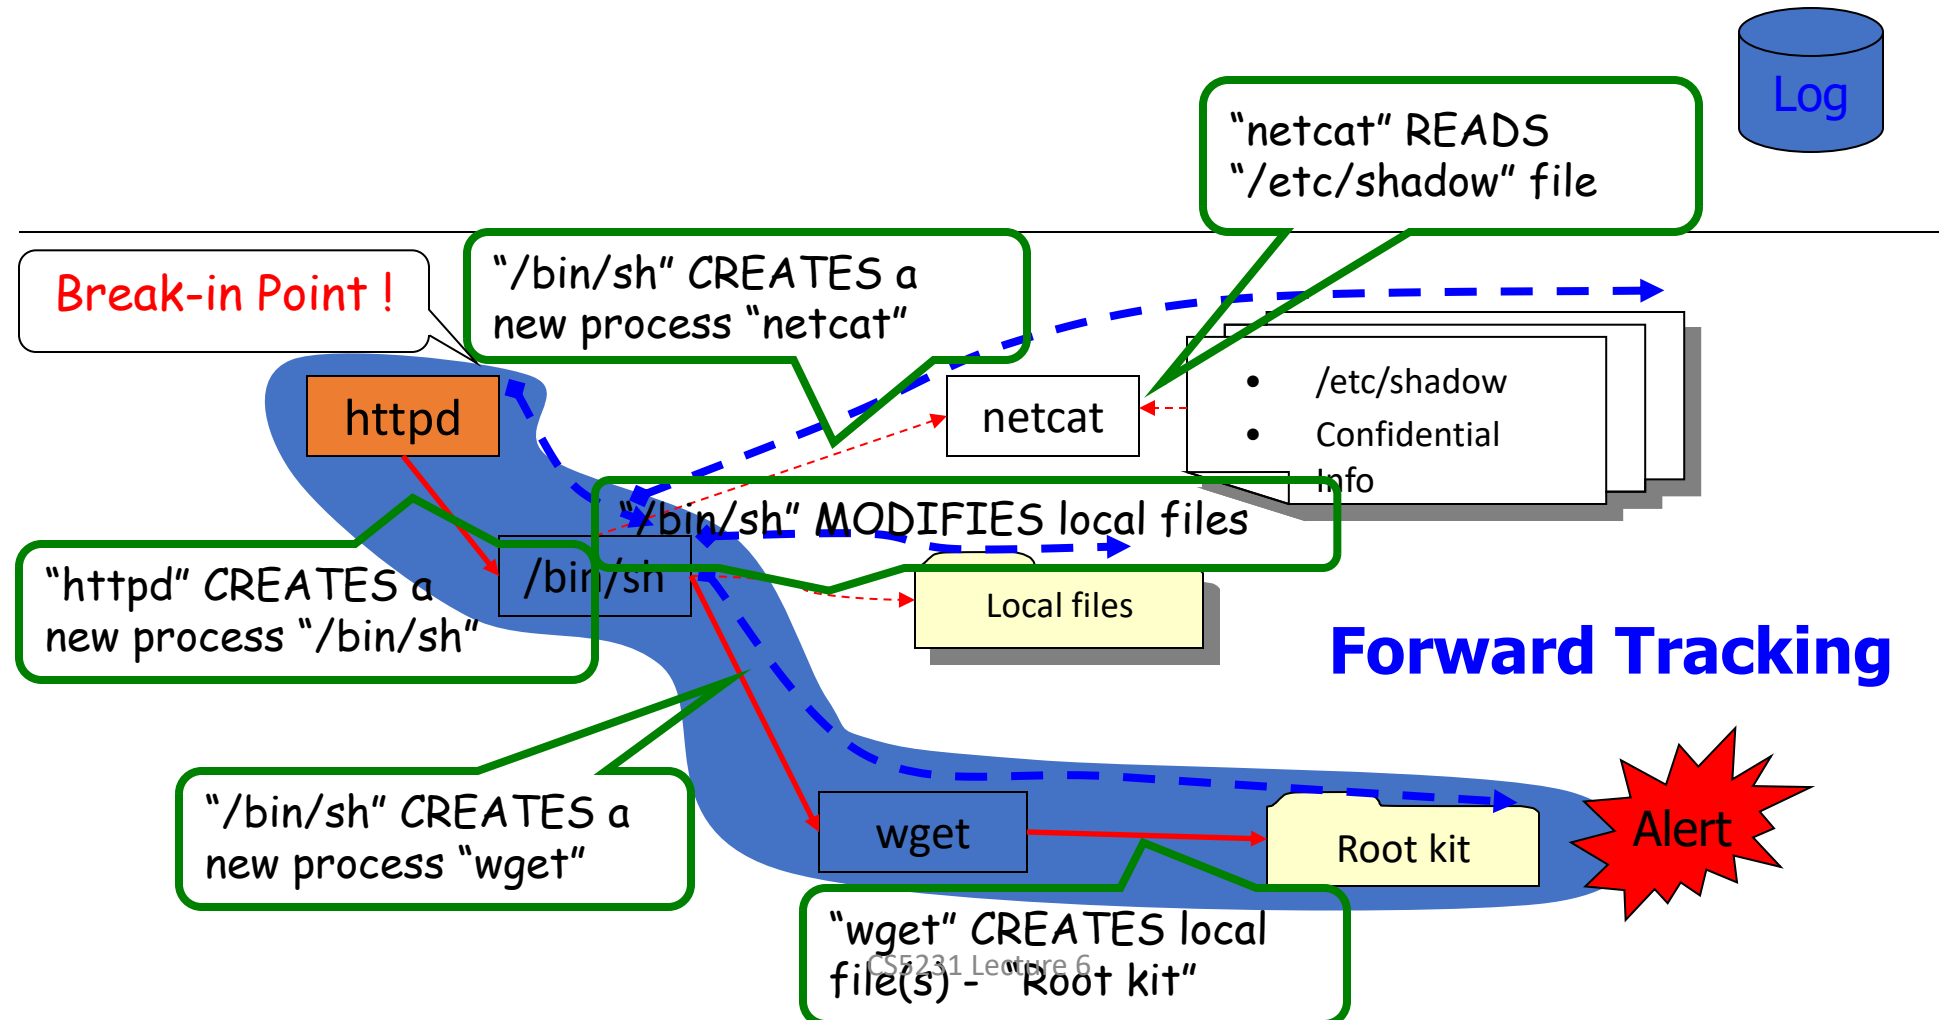 Log
“netcat” READS
“/etc/shadow” file
Break-in Point !
“/bin/sh” CREATES a
new process “netcat”
httpd
netcat
• /etc/shadow
• Confidential
Info
“/bin/sh” MODIFIES local files
“httpd” CREATES a
new process “/bin/sh”
/bin/sh
Local files
Forward Tracking
“/bin/sh” CREATES a
new process “wget”
wget
Root kit
Alert
“wget” CREATES local
file(s) - “Root kit”
CS5231 Lecture 6